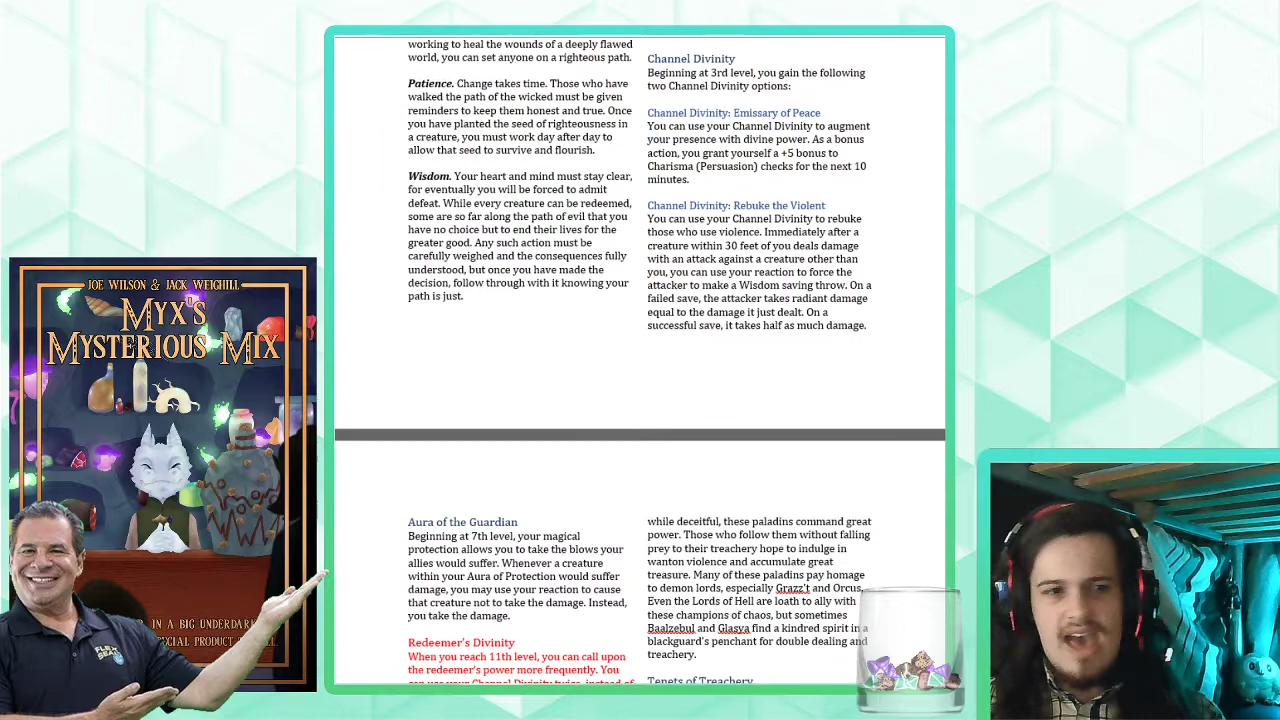 working to heal the wounds of a deeply flawed
world, you can set anyone on a righteous path.
Patience. Change takes time. Those who have
walked the path of the wicked must be given
reminders to keep them honest and true. Once
you have planted the seed of righteousness in
a creature, you must work day after day to
allow that seed to survive and flourish.
Wisdom. Your heart and mind must stay clear,
for eventually you will be forced to admit
defeat. While every creature can be redeemed,
some are so far along the path of evil that you
have no choice but to end their lives for the
greater good. Any such action must be
carefully weighed and the consequences fully
understood, but once you have made the
decision, follow through with it knowing your
path is just.
Channel Divinity
Beginning at 3rd level, you gain the following
two Channel Divinity options:
Channel Divinity: Emissary of Peace
You can use your Channel Divinity to augment
your presence with divine power. As a bonus
action, you grant yourself a +5 bonus to
Charisma (Persuasion) checks for the next 10
minutes.
Channel Divinity: Rebuke the Violent
You can use your Channel Divinity to rebuke
those who use violence. Immediately after a
creature within 30 feet of you deals damage
with an attack against a creature other than
you, you can use your reaction to force the
attacker to make a Wisdom saving throw. On a
failed save, the attacker takes radiant damage
equal to the damage it just dealt. On a
successful save, it takes half as much damage.
Aura of the Guardian
Beginning at 7th level, your magical
protection allows you to take the blows your
allies would suffer. Whenever a creature
within your Aura of Protection would suffer
damage, you may use your reaction to cause
that creature not to take the damage. Instead,
you take the damage.
Redeemer's Divinity
When you reach 11th level, you can call upon
the redeemer's power more frequently. You
can use your Channel Divinity twice, instead of
while deceitful, these paladins command great
power. Those who follow them without falling
prey to their treachery hope to indulge in
wanton violence and accumulate great
treasure. Many of these paladins pay homage
to demon lords, especially Grazz't and Orcus.
Even the Lords of Hell are loath to ally with
these champions of chaos, but sometimes
Baalzebul and Glasya find a kindred spirit in a
blackguard's penchant for double dealing and
treachery.
Tenets of Treachery
JOE WILSON & JACK WEIGHILL
MYX'S
MYSTERIOUS MIX
IN A BIG UNDERDARK
SPECIAL PRODUCT
FLEX
SEAL